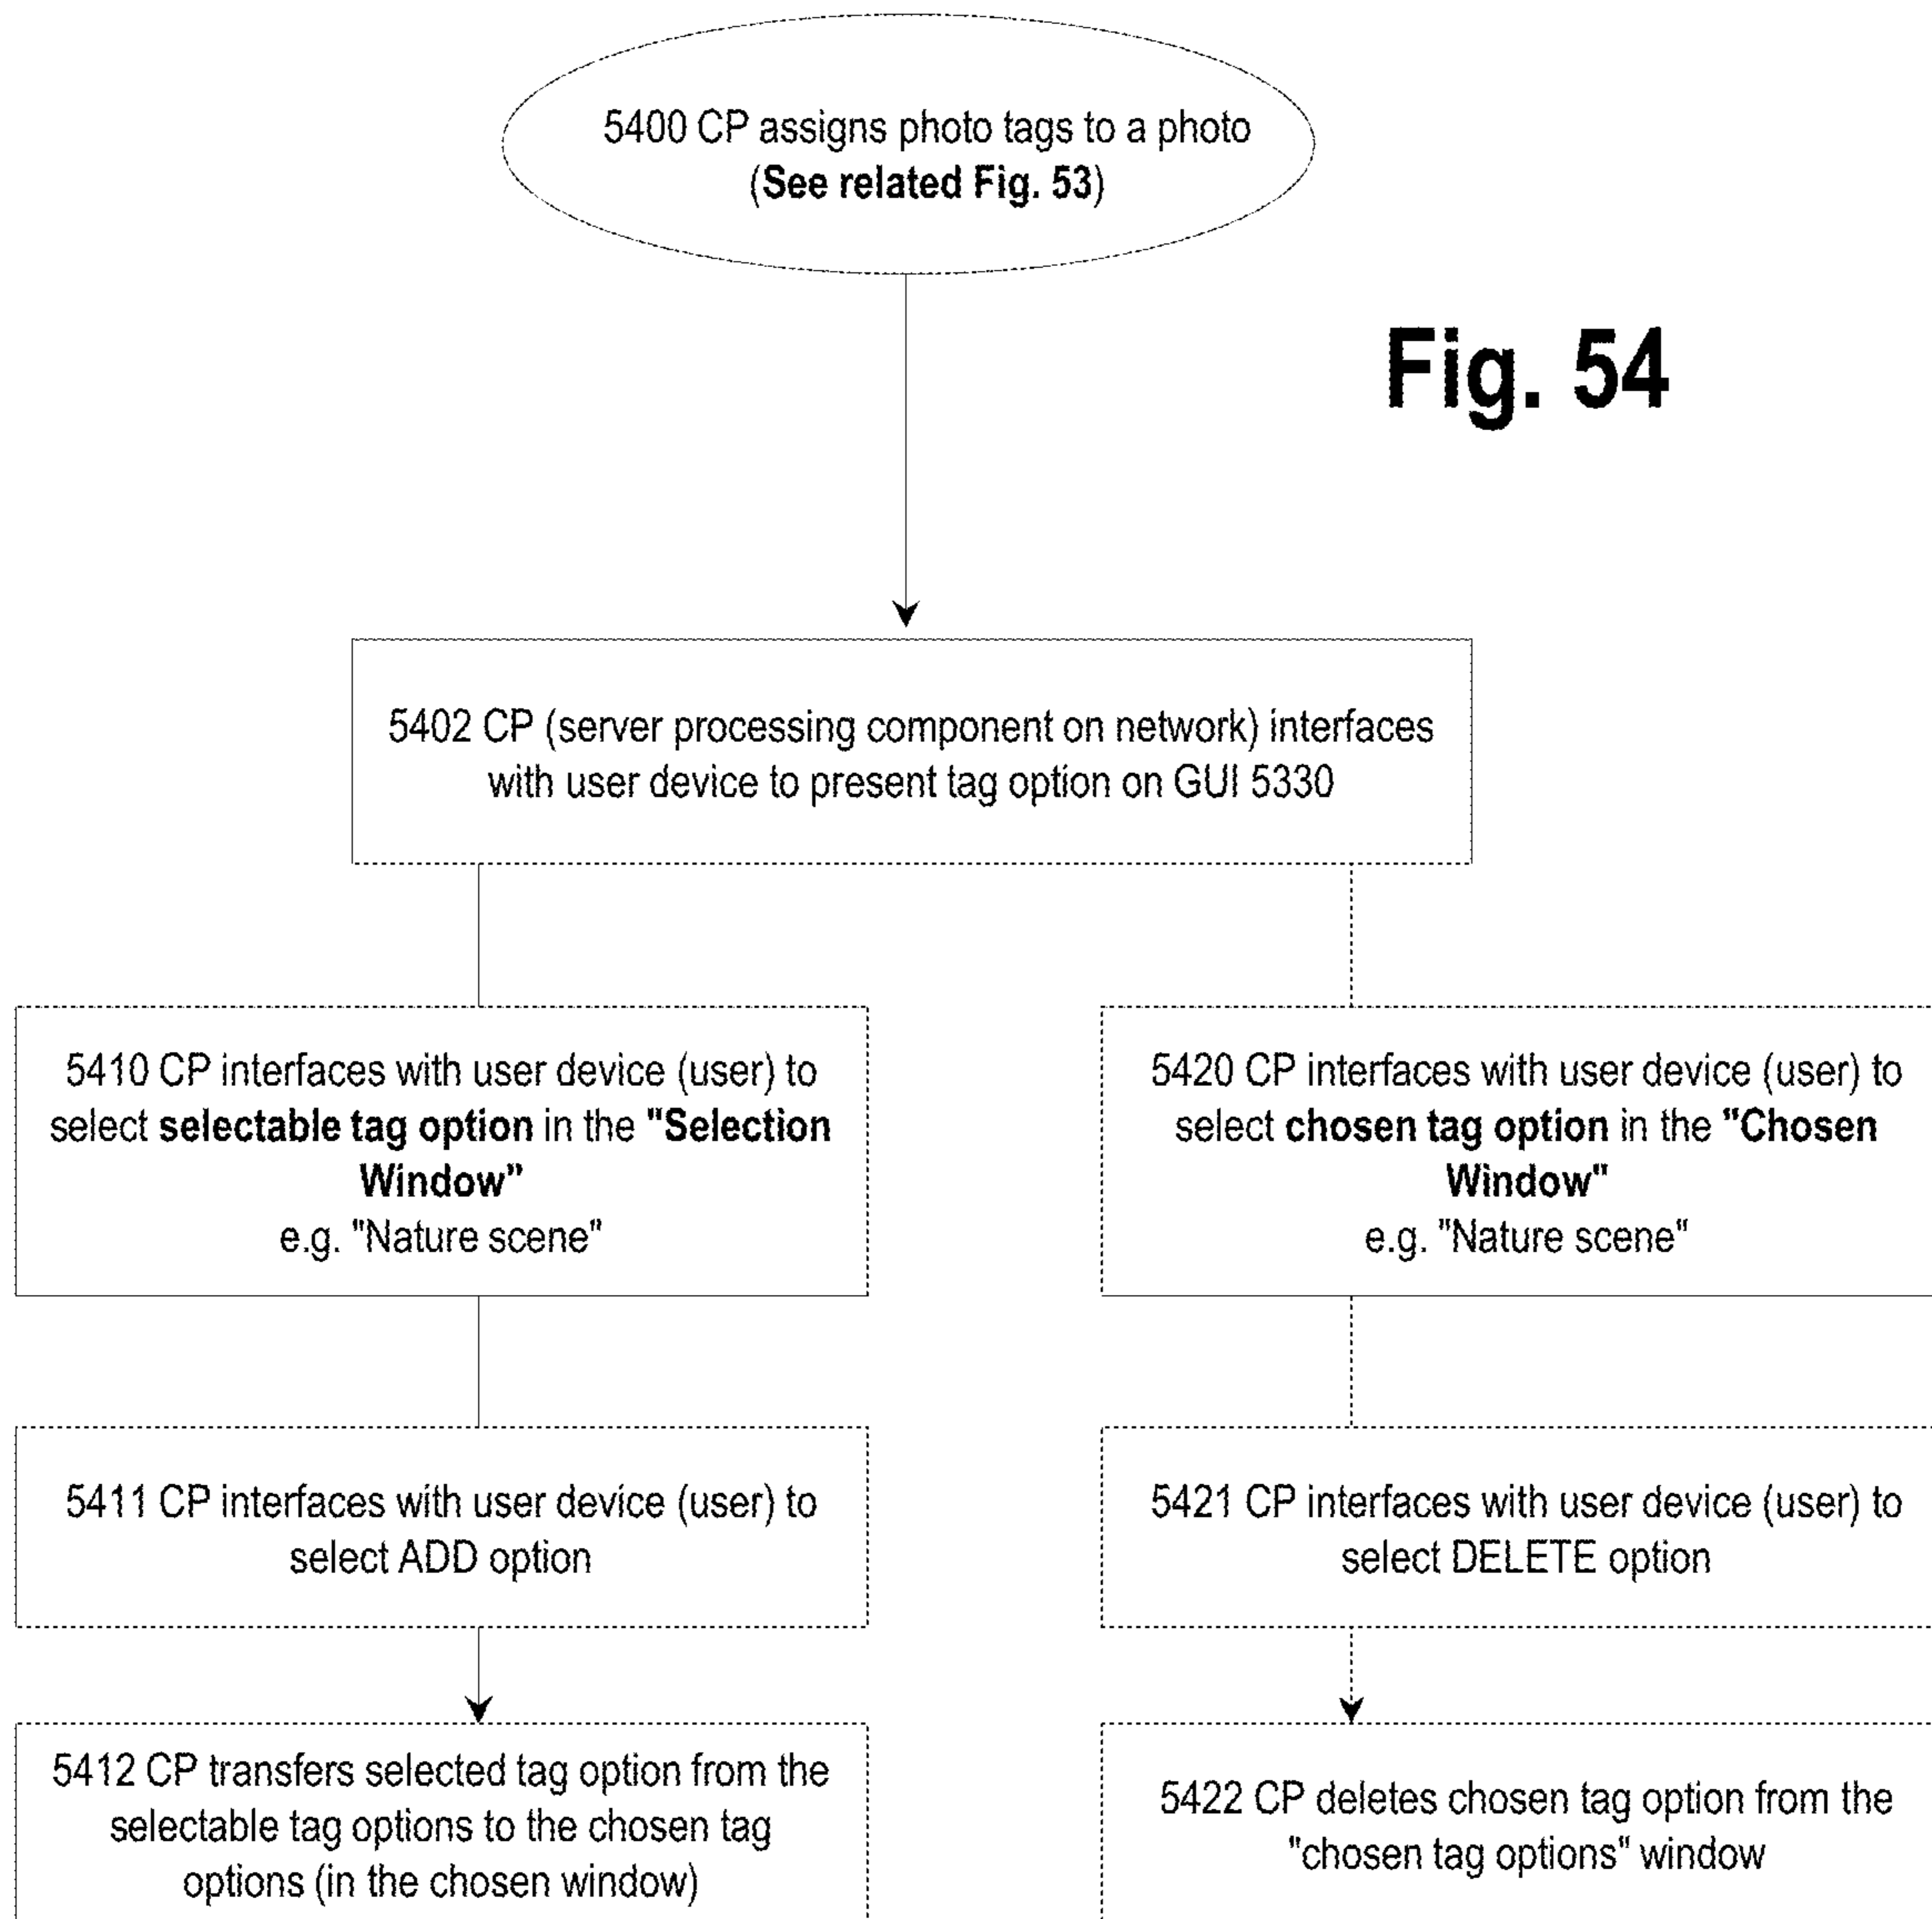 5400 CP assigns photo tags to a photo
(See related Fig. 53)
Fig. 54
5402 CP (server processing component on network) interfaces
with user device to present tag option on GUI 5330
5410 CP interfaces with user device (user) to
select selectable tag option in the "Selection
Window"
e.g. "Nature scene"
5420 CP interfaces with user device (user) to
select chosen tag option in the "Chosen
Window"
e.g. "Nature scene"
5411 CP interfaces with user device (user) to
select ADD option
5421 CP interfaces with user device (user) to
select DELETE option
5412 CP transfers selected tag option from the
selectable tag options to the chosen tag
options (in the chosen window)
5422 CP deletes chosen tag option from the
"chosen tag options" window